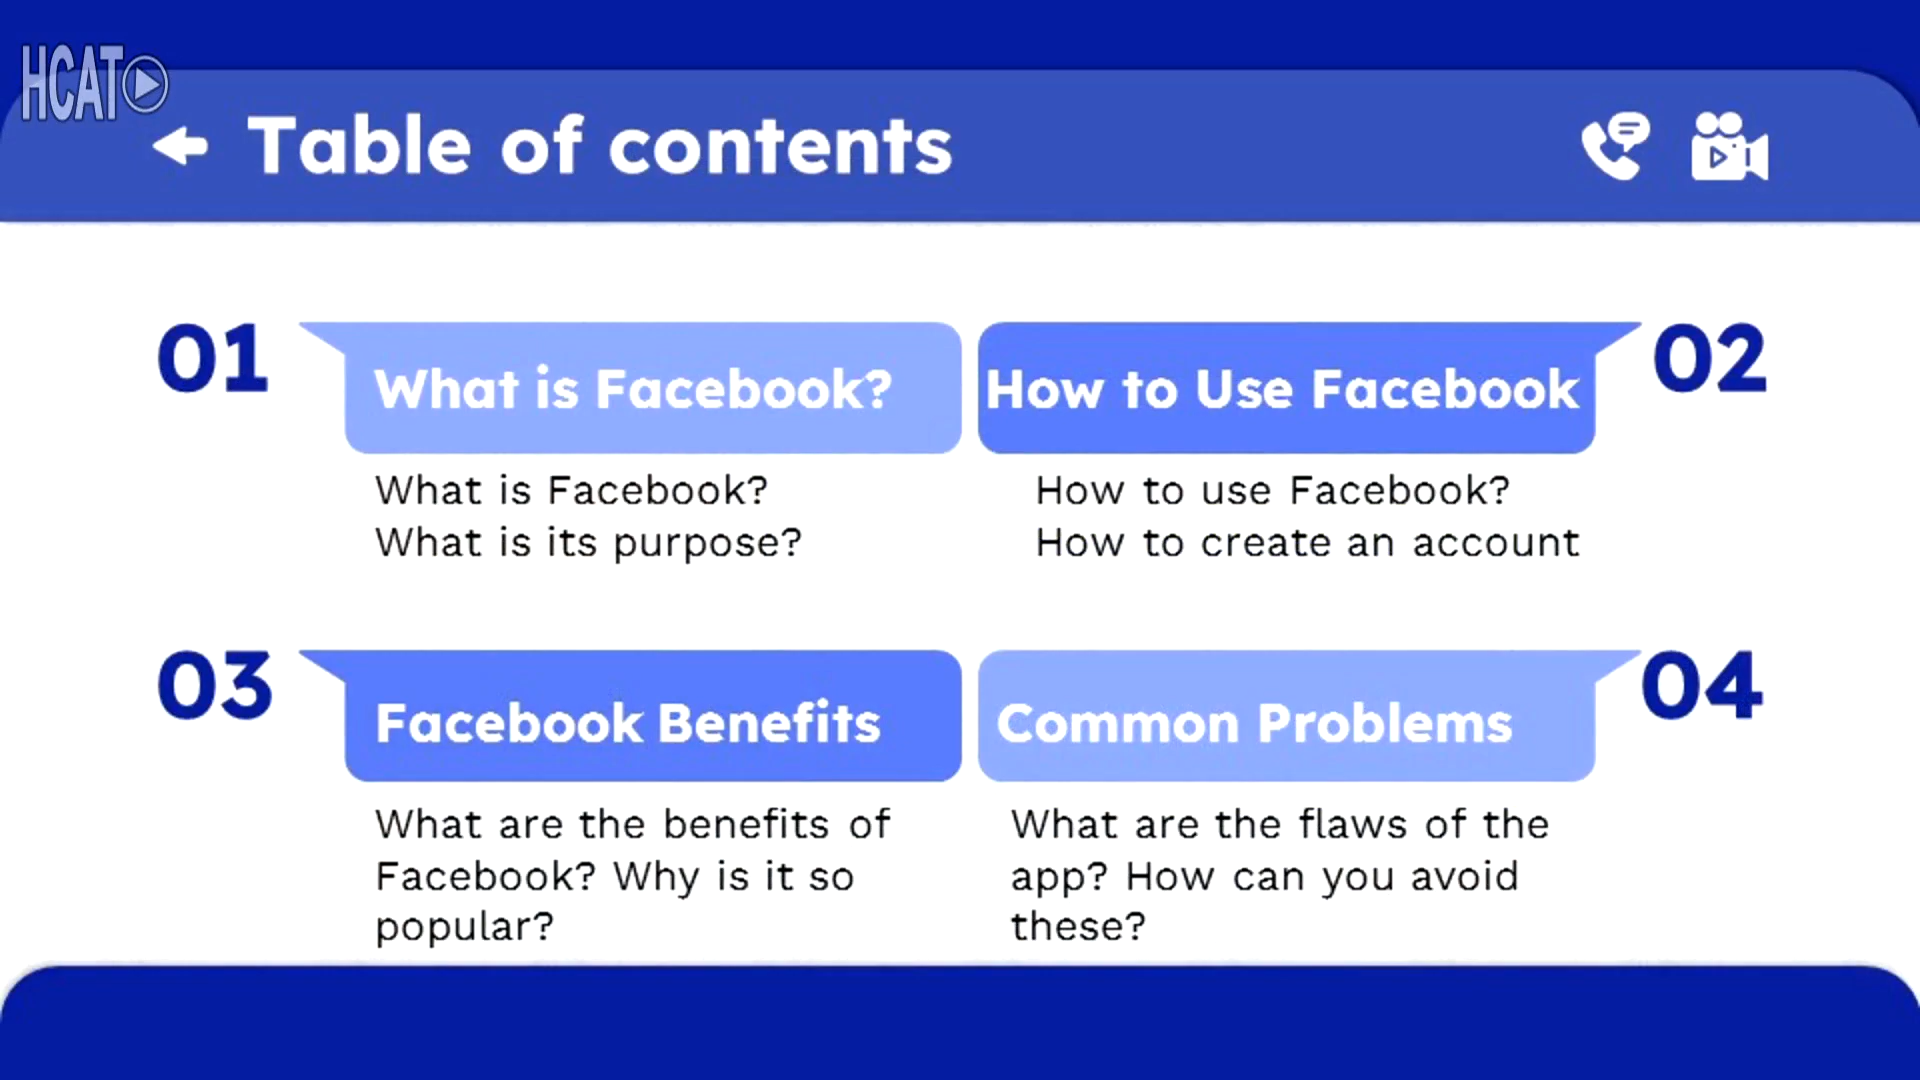 HCAT
Table of contents
01
What is Facebook?
What is Facebook?
What is its purpose?
How to Use Facebook
02
How to use Facebook?
How to create an account
03
Facebook Benefits
What are the benefits of
Facebook? Why is it so
popular?
Common Problems
04
What are the flaws of the
app? How can you avoid
these?